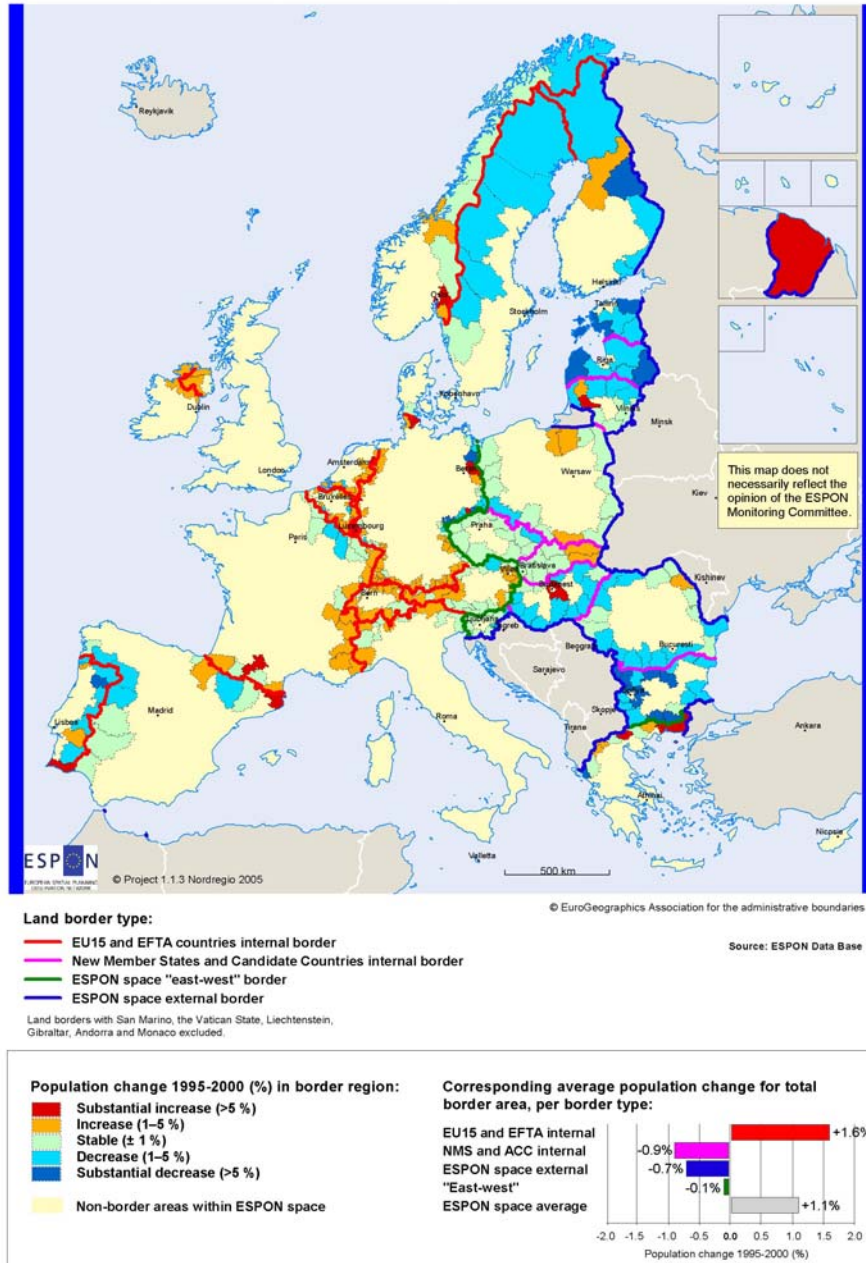 Reykjavik
Oslo
Helsinki
Tallinn
Stockholm
Riga
København
Vilnius
Minsk
Dublin
Amsterdam
Berlin
Warsaw
London
Bruxelles
Kiev
Luxembourg
Praha
Paris
Wien
Bratislava
Budapest
Kishinev
Bern
Ljubljana
Zagreb
Beograd
Bucuresti
Sarajevo
Sofia
Skopje
Madrid
Lisboa
Roma
Tirane
Ankara
Athinai
Valletta
Nicosia
This map does not
necessarily reflect the
opinion of the ESPON
Monitoring Committee.
ESPON
EUROPEAN SPATIAL PLANNING
OBSERVATION NETWORK
© Project 1.1.3 Nordregio 2005
500 km
© EuroGeographics Association for the administrative boundaries
Land border type:
EU15 and EFTA countries internal border
New Member States and Candidate Countries internal border
ESPON space "east-west" border
ESPON space external border
Source: ESPON Data Base
Land borders with San Marino, the Vatican State, Liechtenstein,
Gibraltar, Andorra and Monaco excluded.
Population change 1995-2000 (%) in border region:
Substantial increase (>5 %)
Increase (1–5 %)
Stable (± 1 %)
Decrease (1–5 %)
Substantial decrease (>5 %)
Non-border areas within ESPON space
Corresponding average population change for total
border area, per border type:
EU15 and EFTA internal +1.6%
NMS and ACC internal -0.9%
ESPON space external -0.7%
"East-west" -0.1%
ESPON space average +1.1%
-2.0 -1.5 -1.0 -0.5 0.0 0.5 1.0 1.5 2.0
Population change 1995-2000 (%)